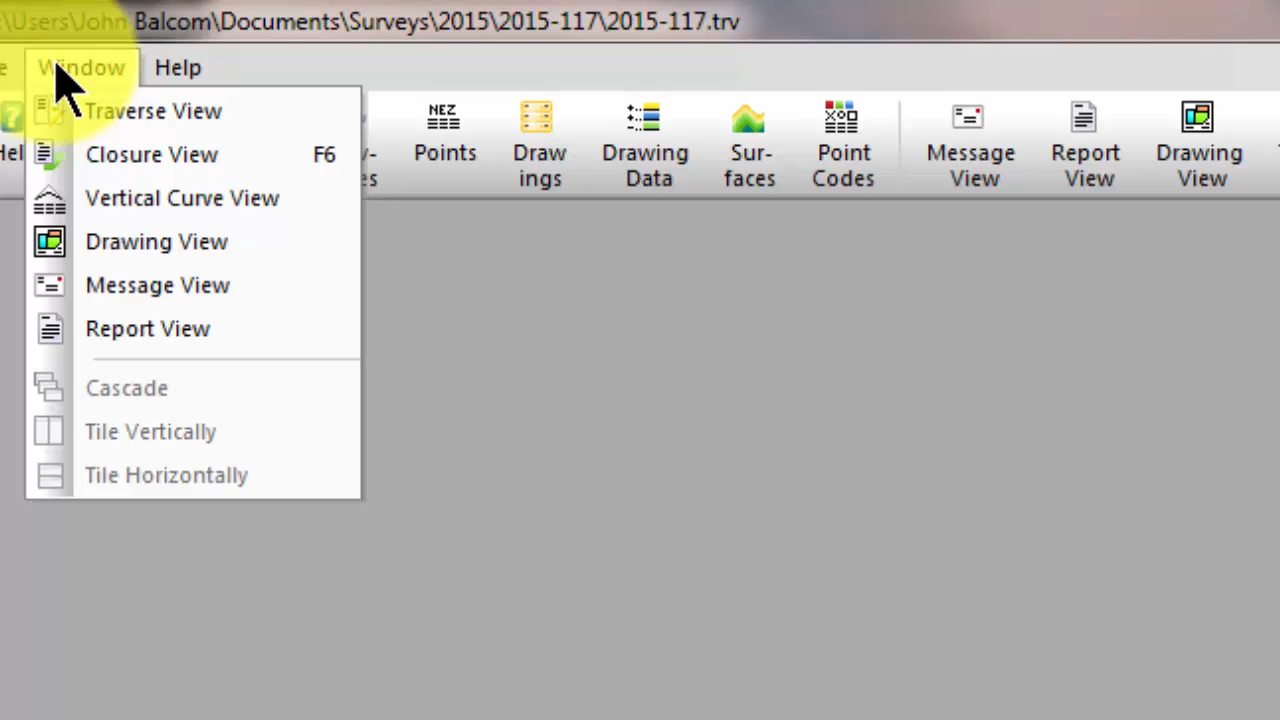 \Users\John Balcom\Documents\Surveys\2015\2015-117\2015-117.trv
Window Help
Traverse View
Closure View F6
Vertical Curve View
Drawing View
Message View
Report View
Cascade
Tile Vertically
Tile Horizontally
NEZ
Points
Draw
ings
Drawing
Data
Sur-
faces
Point
Codes
Message
View
Report
View
Drawing
View